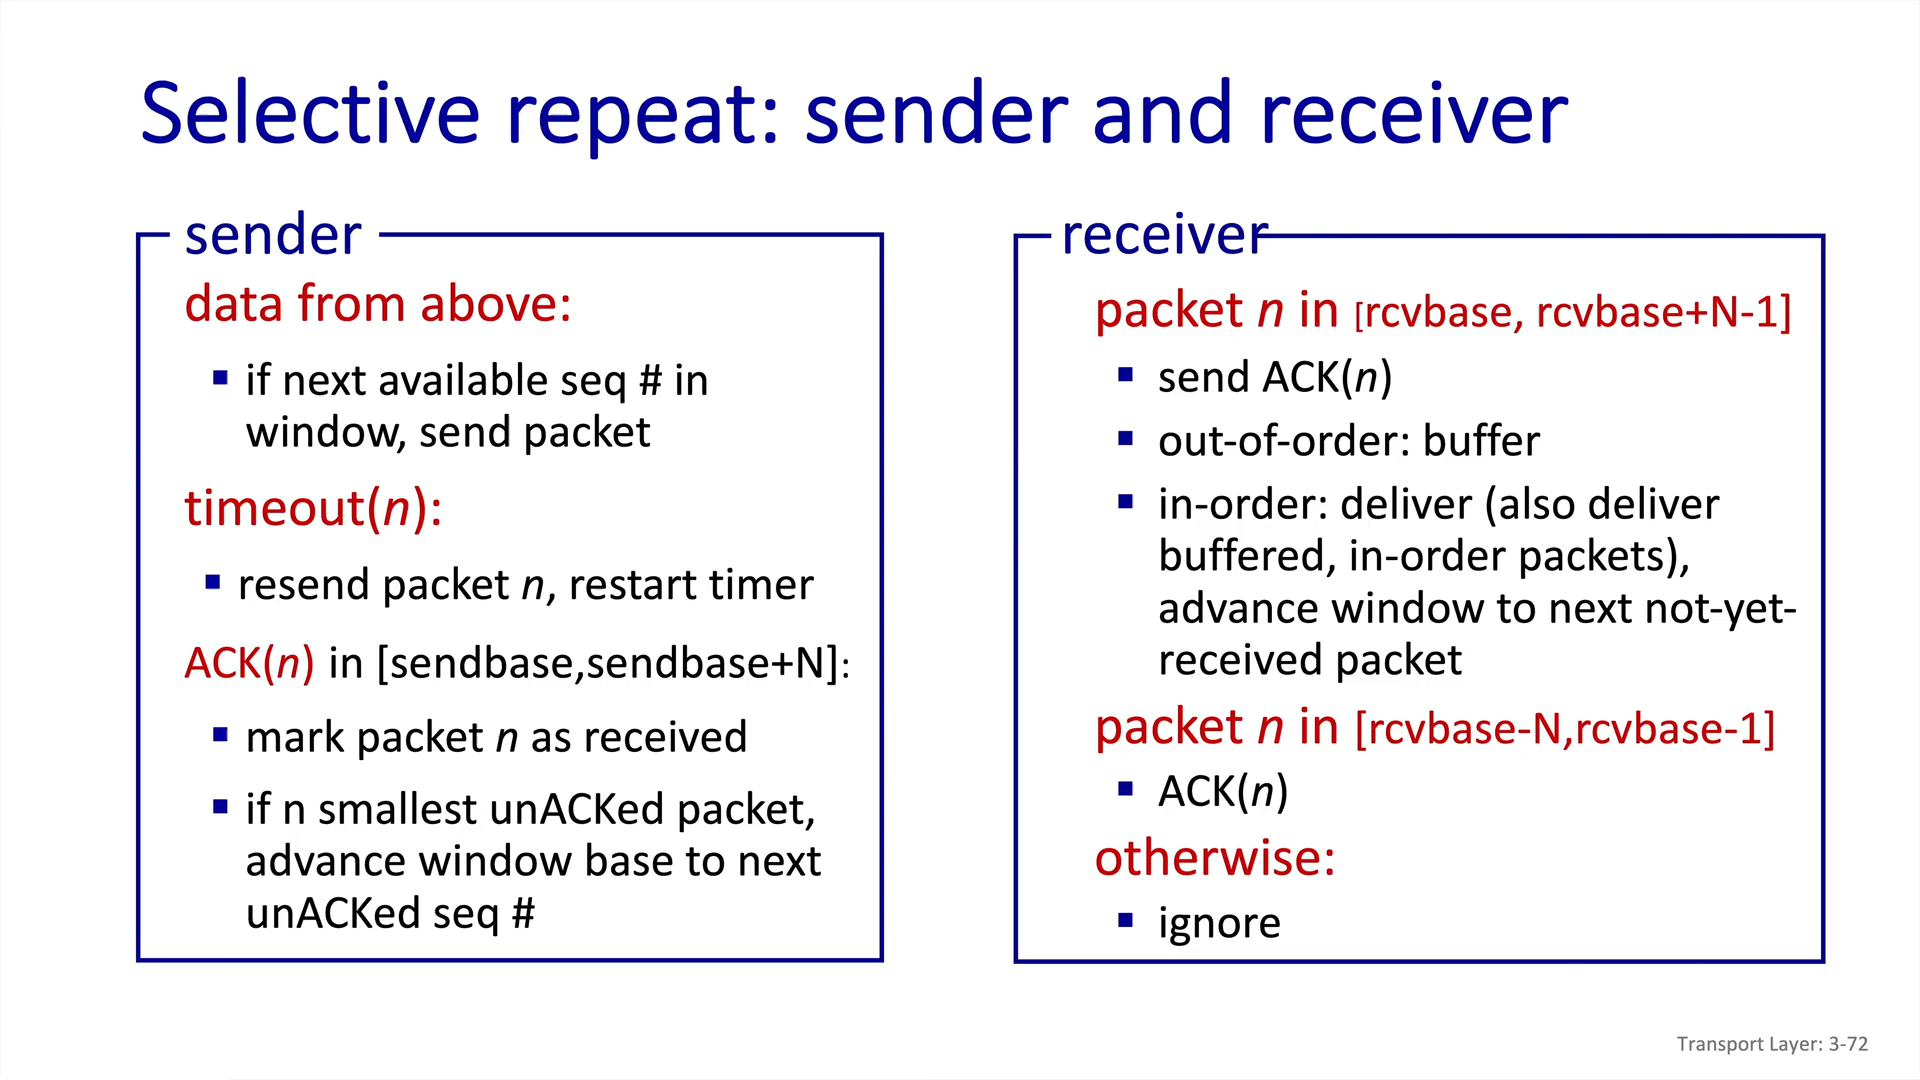 Selective repeat: sender and receiver
sender
data from above:
▪ if next available seq # in
window, send packet
timeout(n):
▪ resend packet n, restart timer
ACK(n) in [sendbase,sendbase+N]:
▪ mark packet n as received
▪ if n smallest unACKed packet,
advance window base to next
unACKed seq #
receiver
packet n in [rcvbase, rcvbase+N-1]
▪ send ACK(n)
▪ out-of-order: buffer
▪ in-order: deliver (also deliver
buffered, in-order packets),
advance window to next not-yet-
received packet
packet n in [rcvbase-N,rcvbase-1]
▪ ACK(n)
otherwise:
▪ ignore
Transport Layer: 3-72